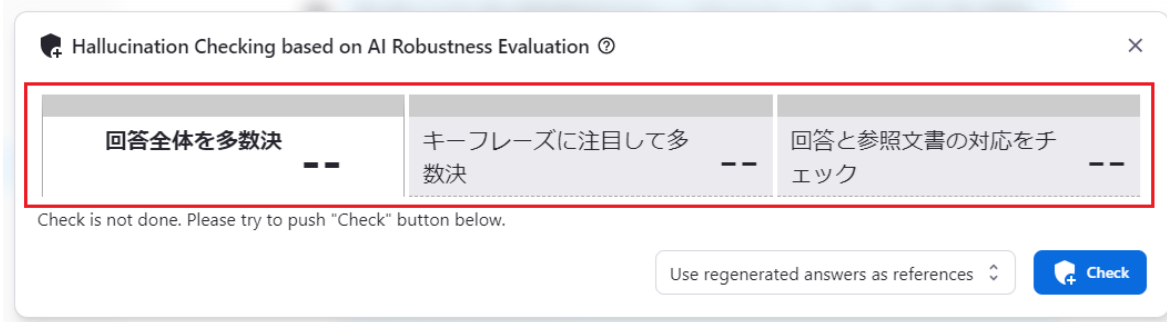 Hallucination Checking based on AI Robustness Evaluation
回答全体を多数決
--
キーフレーズに注目して多
数決
--
回答と参照文書の対応をチ
ェック
--
Check is not done. Please try to push "Check" button below.
Use regenerated answers as references
Check